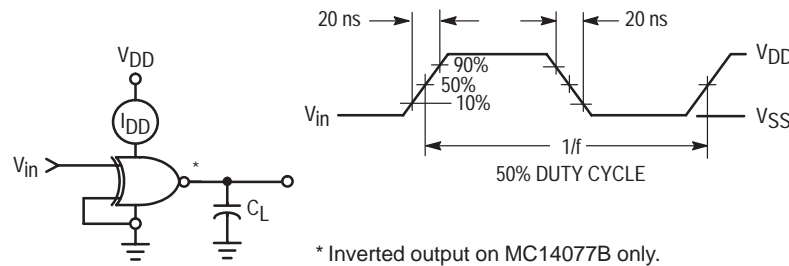 20 ns
20 ns
V_DD
90%
50%
10%
V_in
V_DD
V_SS
1/f
50% DUTY CYCLE
I_DD
V_in
*
C_L
* Inverted output on MC14077B only.